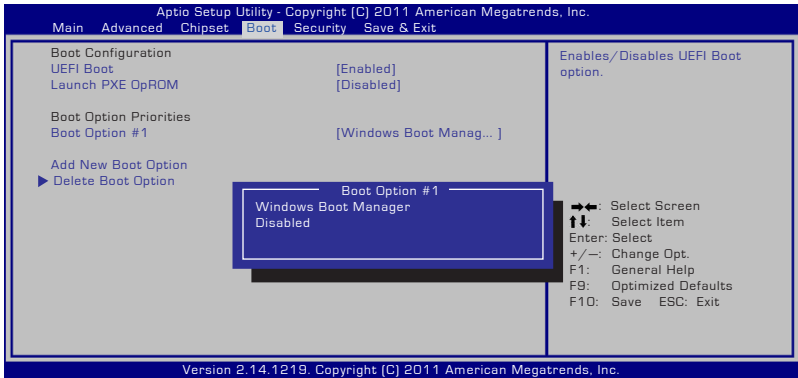 Aptio Setup Utility - Copyright (C) 2011 American Megatrends, Inc.
Main Advanced Chipset Boot Security Save & Exit
Boot Configuration
UEFI Boot [Enabled]
Launch PXE OpROM [Disabled]
Boot Option Priorities
Boot Option #1 [Windows Boot Manag... ]
Add New Boot Option
Delete Boot Option
Boot Option #1
Windows Boot Manager
Disabled
Enables/Disables UEFI Boot
option.
→←: Select Screen
↑↓: Select Item
Enter: Select
+/—: Change Opt.
F1: General Help
F9: Optimized Defaults
F10: Save ESC: Exit
Version 2.14.1219. Copyright (C) 2011 American Megatrends, Inc.